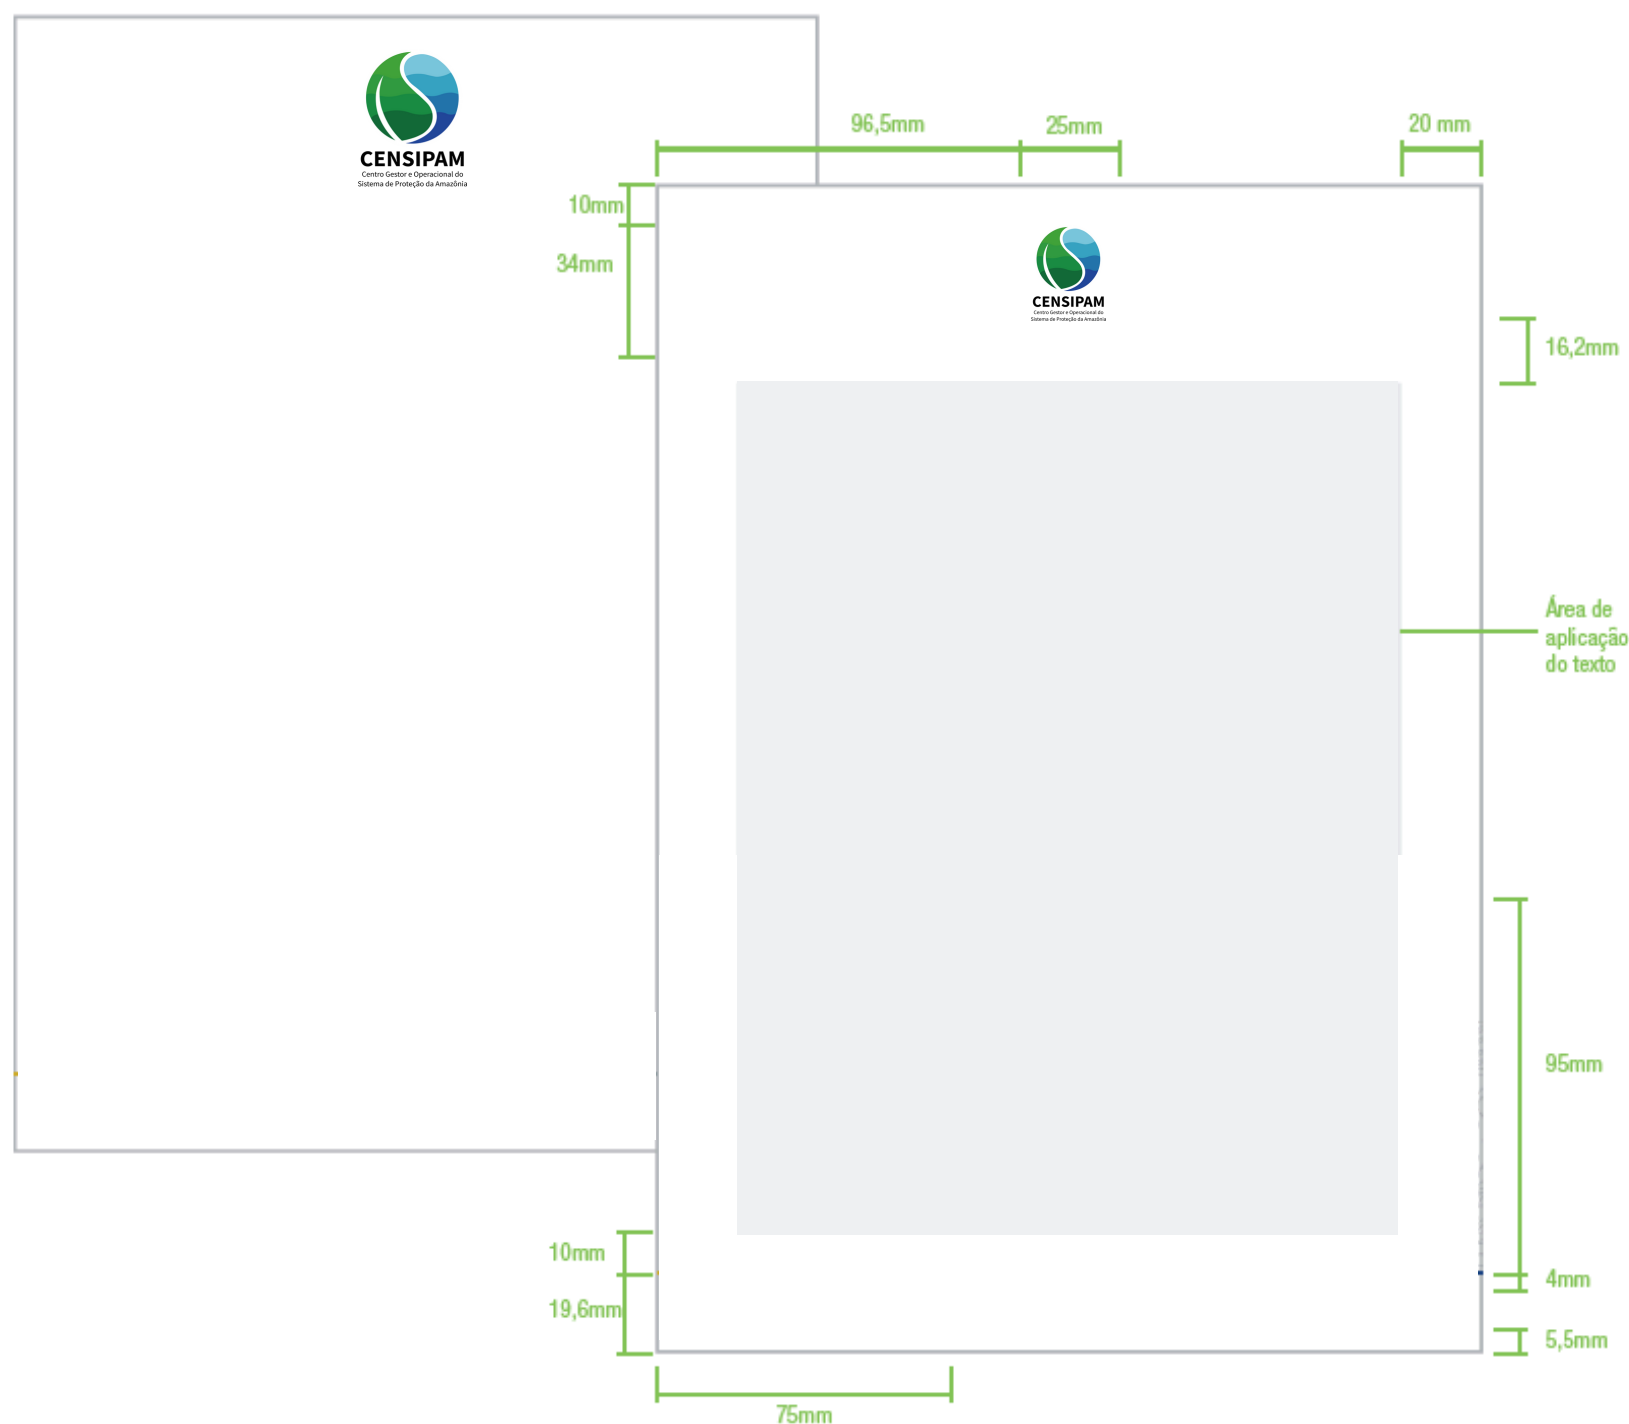 CENSIPAM
Centro Gestor e Operacional do
Sistema de Proteção da Amazônia
96,5mm
25mm
20 mm
10mm
34mm
CENSIPAM
Centro Gestor e Operacional do
Sistema de Proteção da Amazônia
16,2mm
Área de
aplicação
do texto
95mm
10mm
4mm
19,6mm
5,5mm
75mm